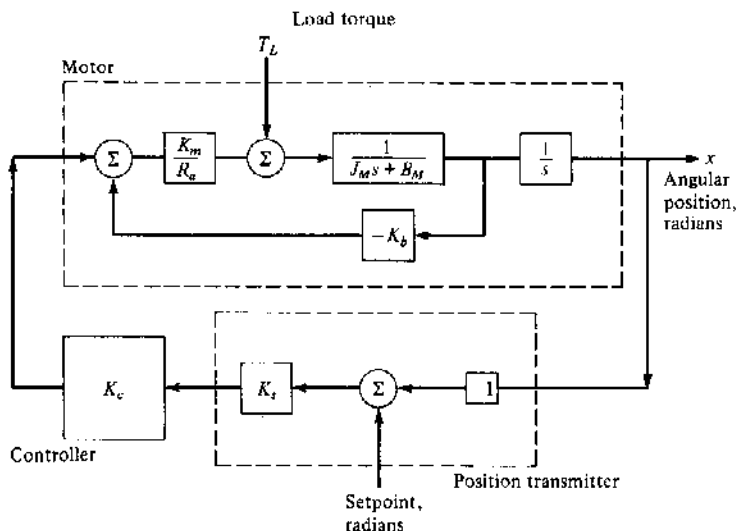 Load torque
T_L
Motor
Σ
K_m
R_a
Σ
1
J_M s + B_M
1
s
x
Angular
position,
radians
-K_b
K_c
K_t
Σ
1
Controller
Setpoint,
radians
Position transmitter